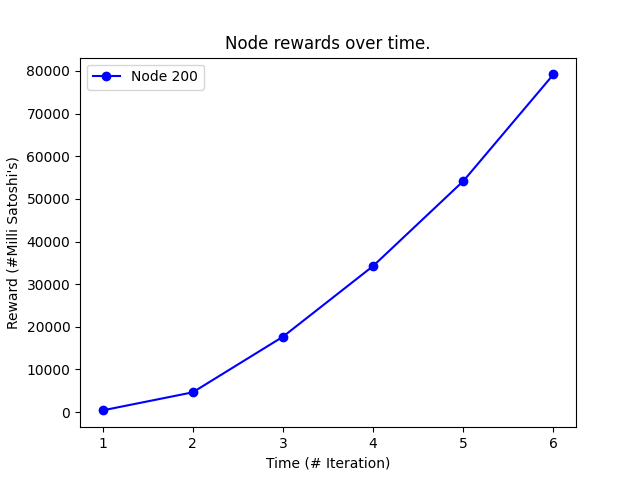 Node rewards over time.
Node 200
Reward (#Milli Satoshi's)
80000
70000
60000
50000
40000
30000
20000
10000
0
1 2 3 4 5 6
Time (# Iteration)